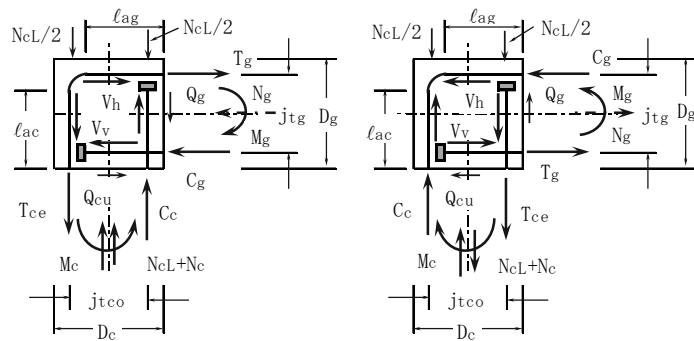 ℓag
NcL/2
NcL/2
Tg
Vh
Qg
Ng
jtg
Dg
ℓac
Vv
Mg
Cg
Qcu
Tce
Cc
Mc
NcL+Nc
jtco
Dc
ℓag
NcL/2
NcL/2
Cg
Vh
Qg
Mg
jtg
Dg
ℓac
Vv
Ng
Tg
Qcu
Cc
Tce
Mc
NcL+Nc
jtco
Dc